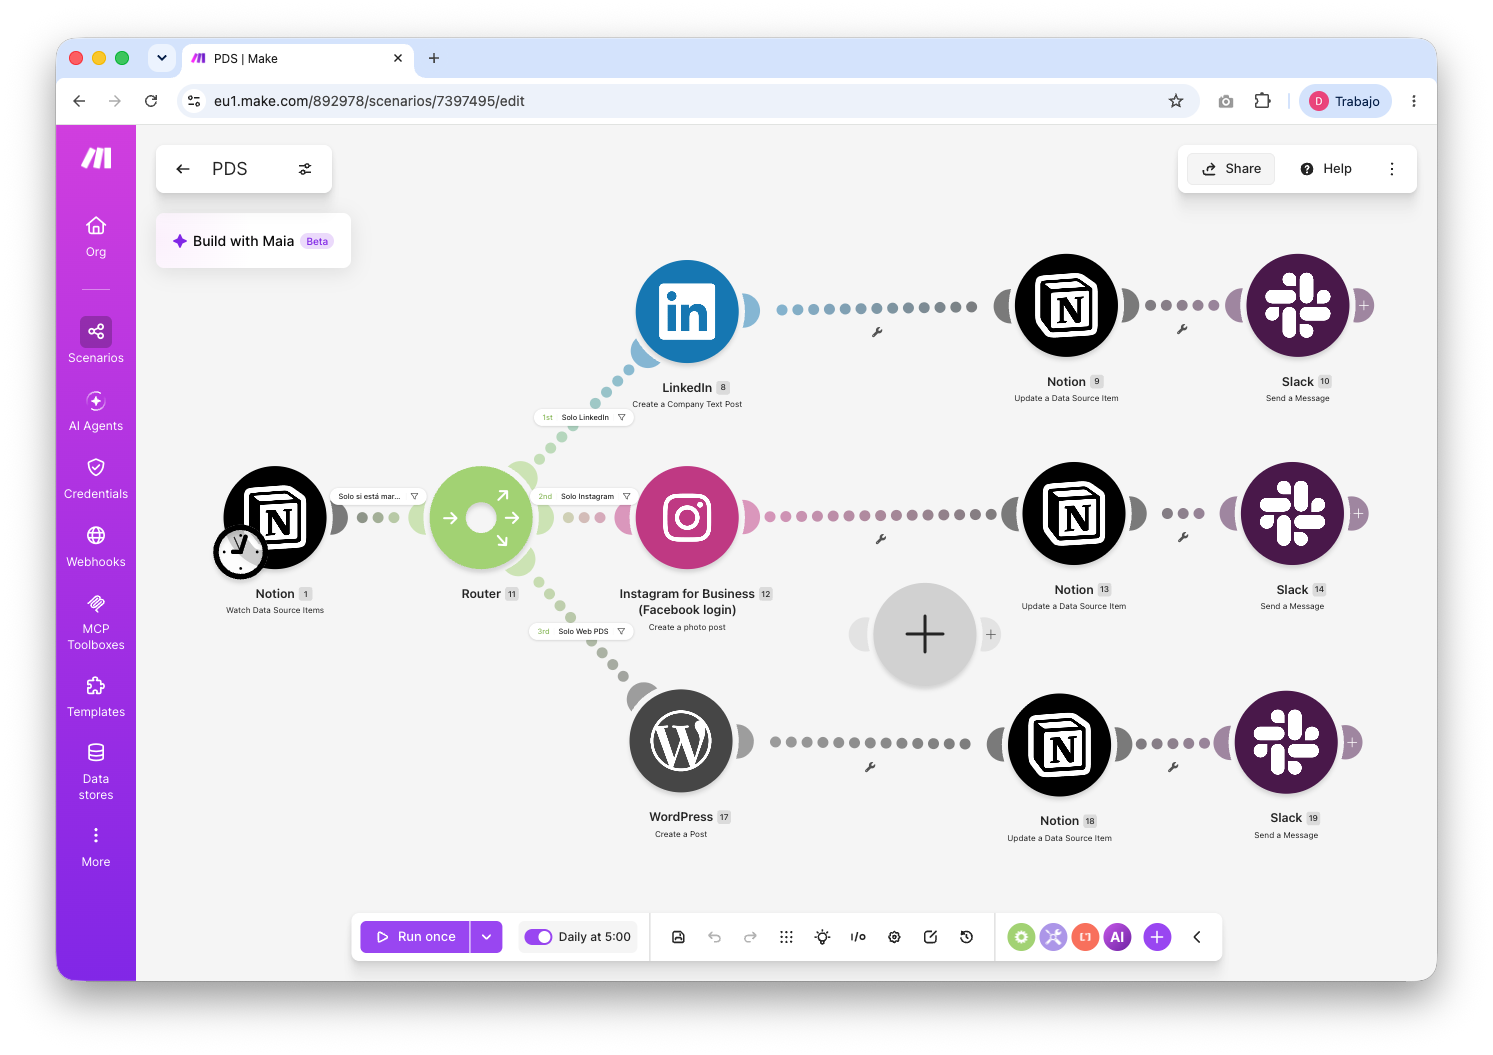 PDS | Make
eu1.make.com/892978/scenarios/7397495/edit
D
Trabajo
PDS
Share
Help
Build with Maia Beta
Org
Scenarios
AI Agents
Credentials
Webhooks
MCP
Toolboxes
Templates
Data
stores
More
in
LinkedIn 8
Create a Company Text Post
N
Notion 9
Update a Data Source Item
Slack 10
Send a Message
1st Solo LinkedIn
N
Notion 1
Watch Data Source Items
Solo si está mar...
Router 11
2nd Solo Instagram
Instagram for Business 12
(Facebook login)
Create a photo post
N
Notion 13
Update a Data Source Item
Slack 14
Send a Message
3rd Solo Web PDS
W
WordPress 17
Create a Post
N
Notion 18
Update a Data Source Item
Slack 19
Send a Message
Run once
Daily at 5:00
I/O
AI